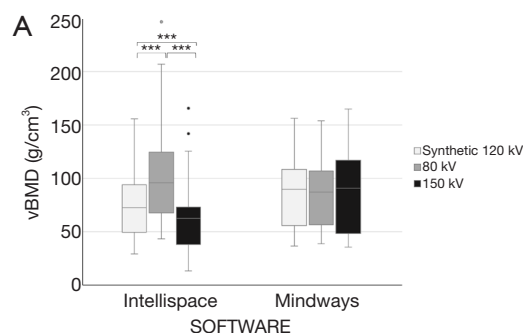 A
vBMD (g/cm³)
250
200
150
100
50
0
***
*** ***
Synthetic 120 kV
80 kV
150 kV
Intellispace Mindways
SOFTWARE